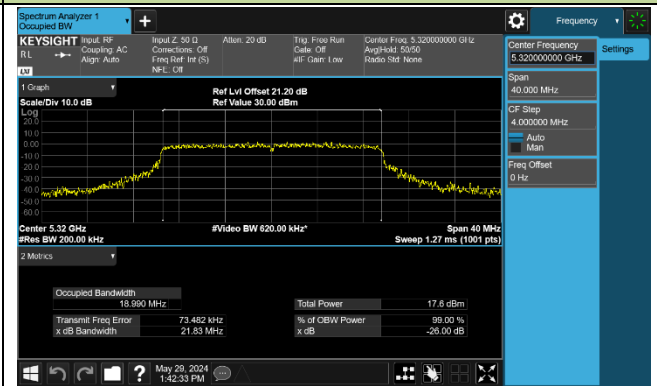 Spectrum Analyzer 1
Occupied BW
Frequency
KEYSIGHT Input: RF
RL Coupling: AC
Align: Auto
LXI
Input Z: 50 Ω
Corrections: Off
Freq Ref: Int (S)
NFE: Off
Atten: 20 dB
Trig: Free Run
Gate: Off
#IF Gain: Low
Center Freq: 5.320000000 GHz
Avg|Hold: 50/50
Radio Std: None
Center Frequency
5.320000000 GHz
Settings
Span
40.000 MHz
CF Step
4.000000 MHz
Auto
Man
Freq Offset
0 Hz
1 Graph
Scale/Div 10.0 dB
Ref Lvl Offset 21.20 dB
Ref Value 30.00 dBm
Log
20.0
10.0
0.00
-10.0
-20.0
-30.0
-40.0
-50.0
-60.0
Center 5.32 GHz
#Video BW 620.00 kHz*
Span 40 MHz
#Res BW 200.00 kHz
Sweep 1.27 ms (1001 pts)
2 Metrics
Occupied Bandwidth
18.990 MHz
Total Power 17.6 dBm
Transmit Freq Error 73.482 kHz
% of OBW Power 99.00 %
x dB Bandwidth 21.83 MHz
x dB -26.00 dB
?
May 29, 2024
1:42:33 PM